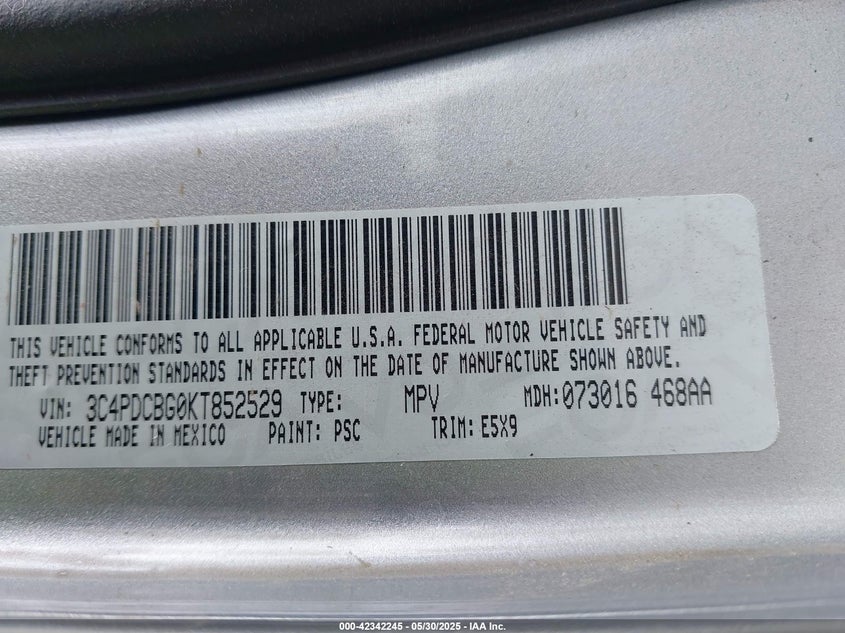 THIS VEHICLE CONFORMS TO ALL APPLICABLE U.S.A. FEDERAL MOTOR VEHICLE SAFETY AND
THEFT PREVENTION STANDARDS IN EFFECT ON THE DATE OF MANUFACTURE SHOWN ABOVE.
VIN: 3C4PDCBG0KT852529 TYPE: MPV MDH:073016 468AA
VEHICLE MADE IN MEXICO PAINT: PSC TRIM: E5X9
000-42342245 - 05/30/2025 - IAA Inc.